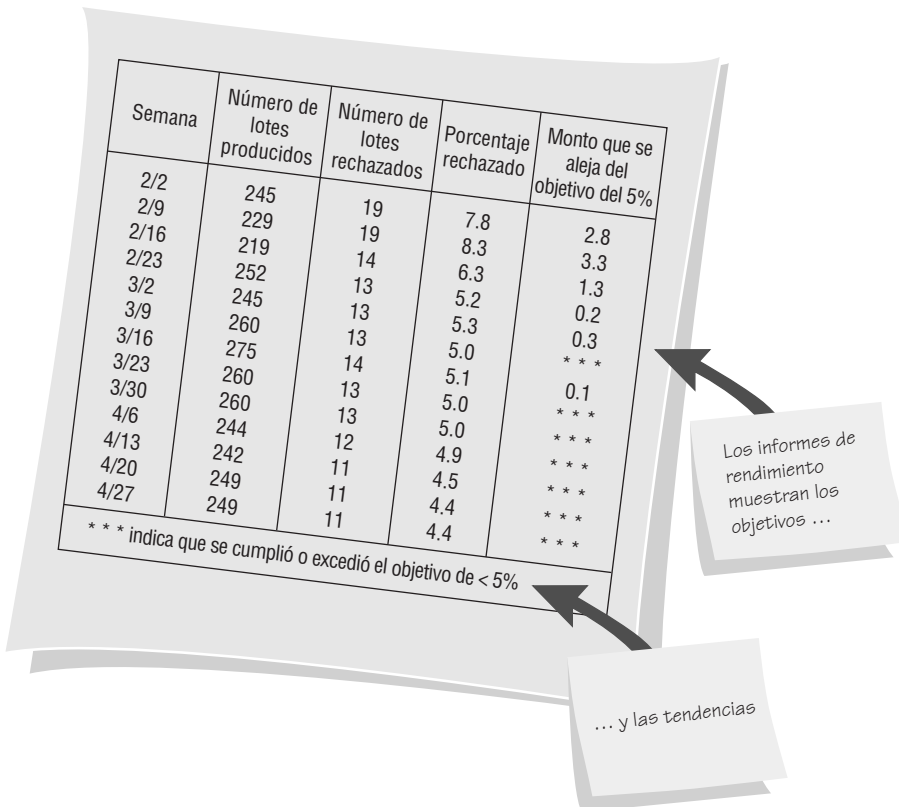 Semana
Número de
lotes
producidos
Número de
lotes
rechazados
Porcentaje
rechazado
Monto que se
aleja del
objetivo del 5%
2/2 245 19 7.8 2.8
2/9 229 19 8.3 3.3
2/16 219 14 6.3 1.3
2/23 252 13 5.2 0.2
3/2 245 13 5.3 0.3
3/9 260 13 5.0 * * *
3/16 275 14 5.1 0.1
3/23 260 13 5.0 * * *
3/30 260 13 5.0 * * *
4/6 244 12 4.9 * * *
4/13 242 11 4.5 * * *
4/20 249 11 4.4 * * *
4/27 249 11 4.4 * * *
* * * indica que se cumplió o excedió el objetivo de < 5%
Los informes de
rendimiento
muestran los
objetivos ...
... y las tendencias